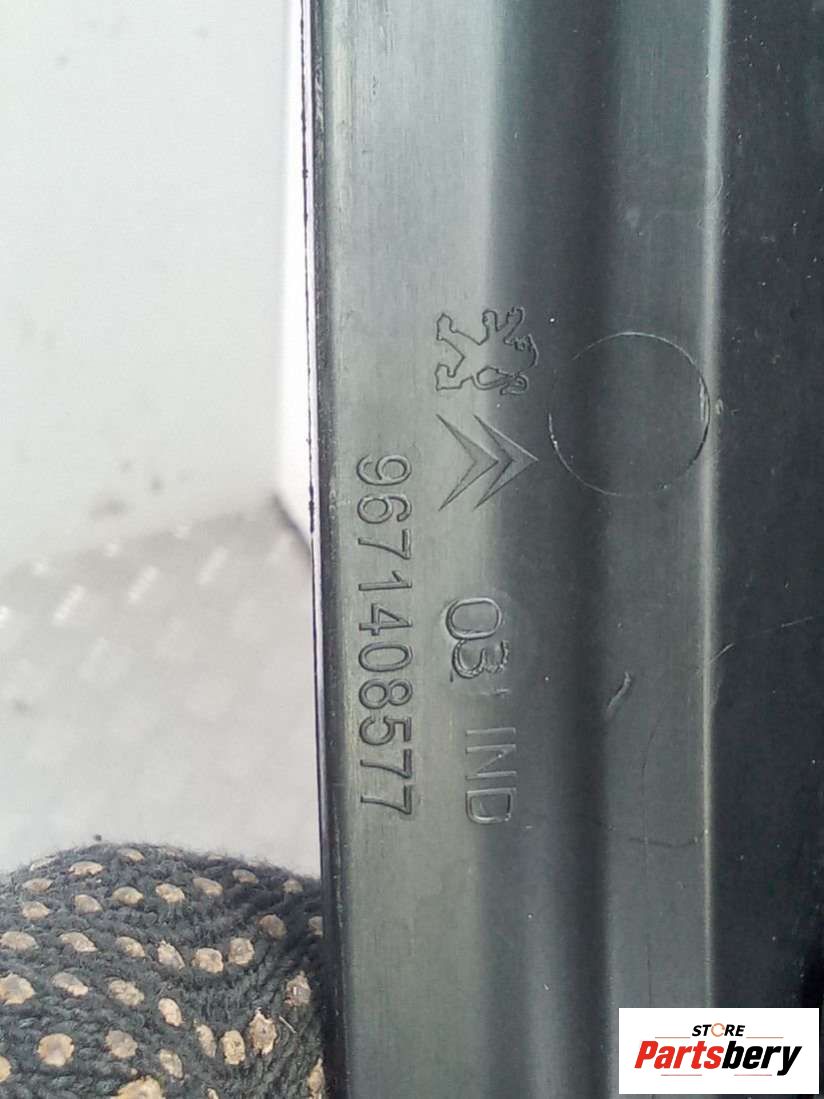 03 IND
9671408577
STORE
Partsbery